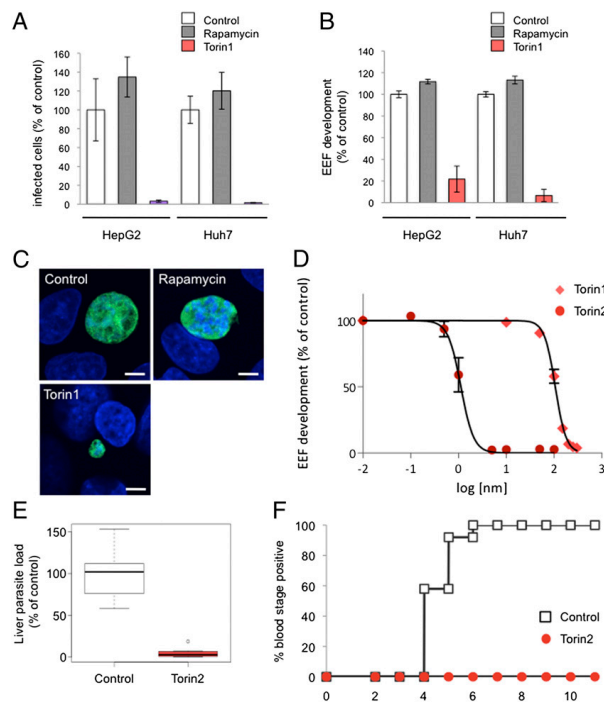 A
Control
Rapamycin
Torin1
infected cells (% of control)
160
140
120
100
80
60
40
20
0
HepG2
Huh7
B
Control
Rapamycin
Torin1
EEF development
(% of control)
140
120
100
80
60
40
20
0
HepG2
Huh7
C
Control
Rapamycin
Torin1
D
Torin1
Torin2
EEF development (% of control)
100
50
0
-2
-1
0
1
2
3
log [nm]
E
Liver parasite load
(% of control)
150
100
50
0
Control
Torin2
F
% blood stage positive
100
80
60
40
20
0
Control
Torin2
0
2
4
6
8
10